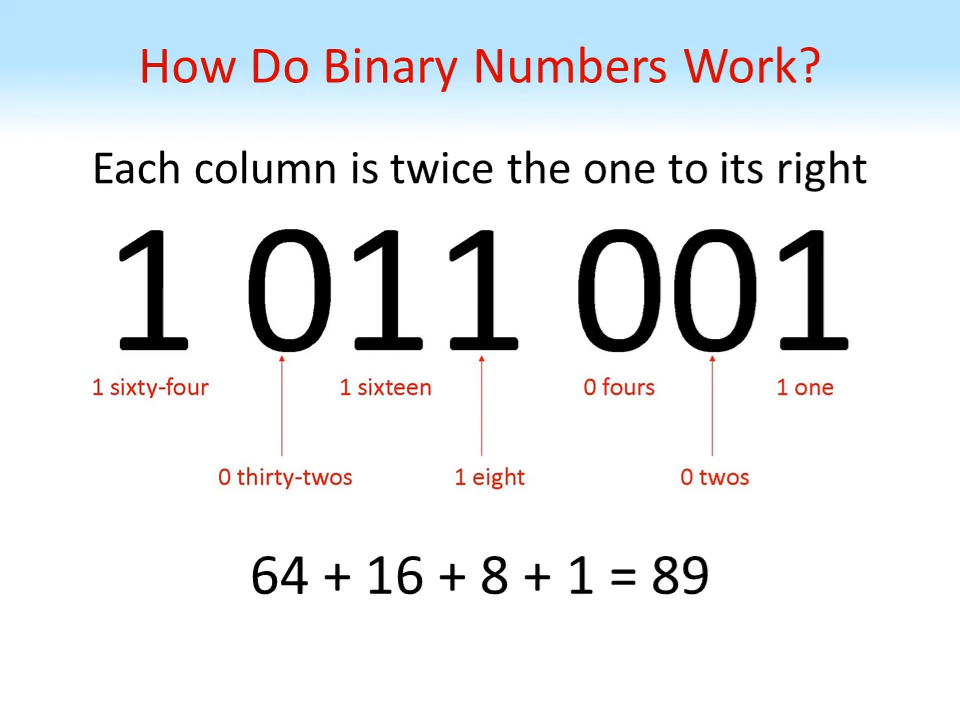 How Do Binary Numbers Work?
Each column is twice the one to its right
1 011 001
1 sixty-four 1 sixteen 0 fours 1 one
0 thirty-twos 1 eight 0 twos
64 + 16 + 8 + 1 = 89